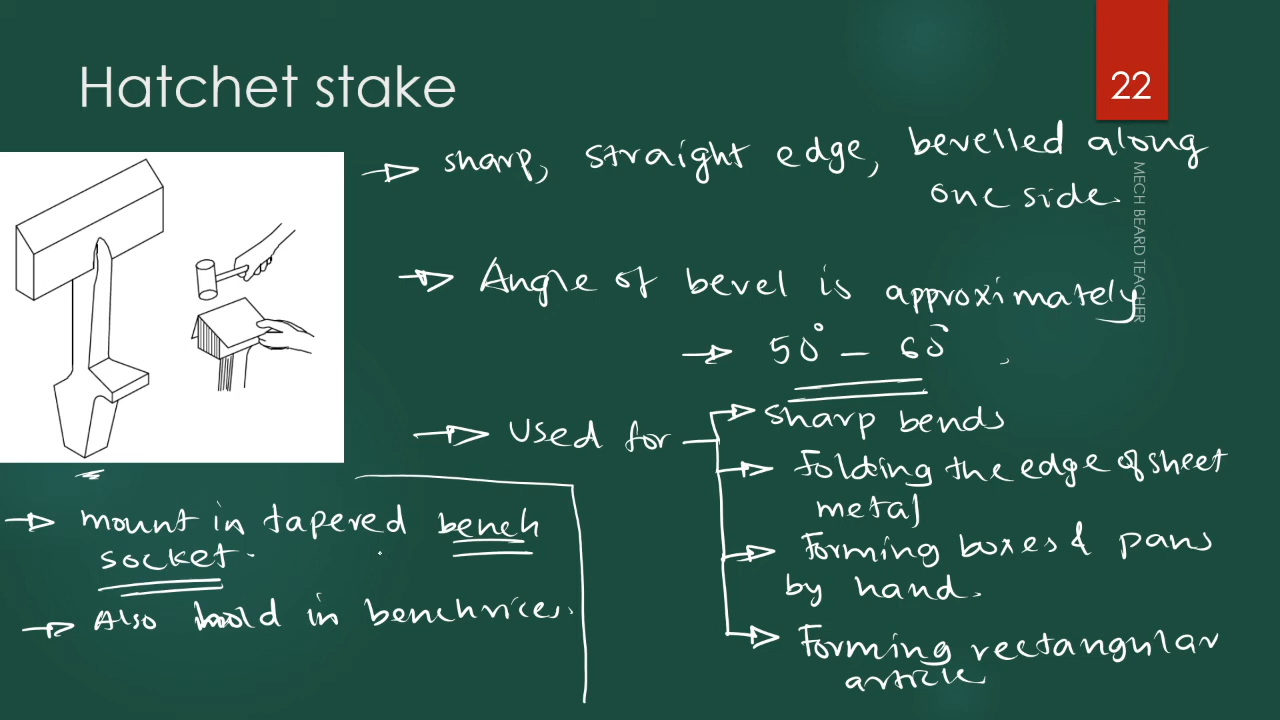 Hatchet stake
22
→ sharp, straight edge, bevelled along
one side.
MECH BEARD TEACHER
→ Angle of bevel is approximately
→ 50° – 60°
→ Used for
→ sharp bends
→ Folding the edge of sheet
metal
→ Forming boxes & pans
by hand.
→ Forming rectangular
article
→ mount in tapered bench
socket.
→ Also hold in benchvices.